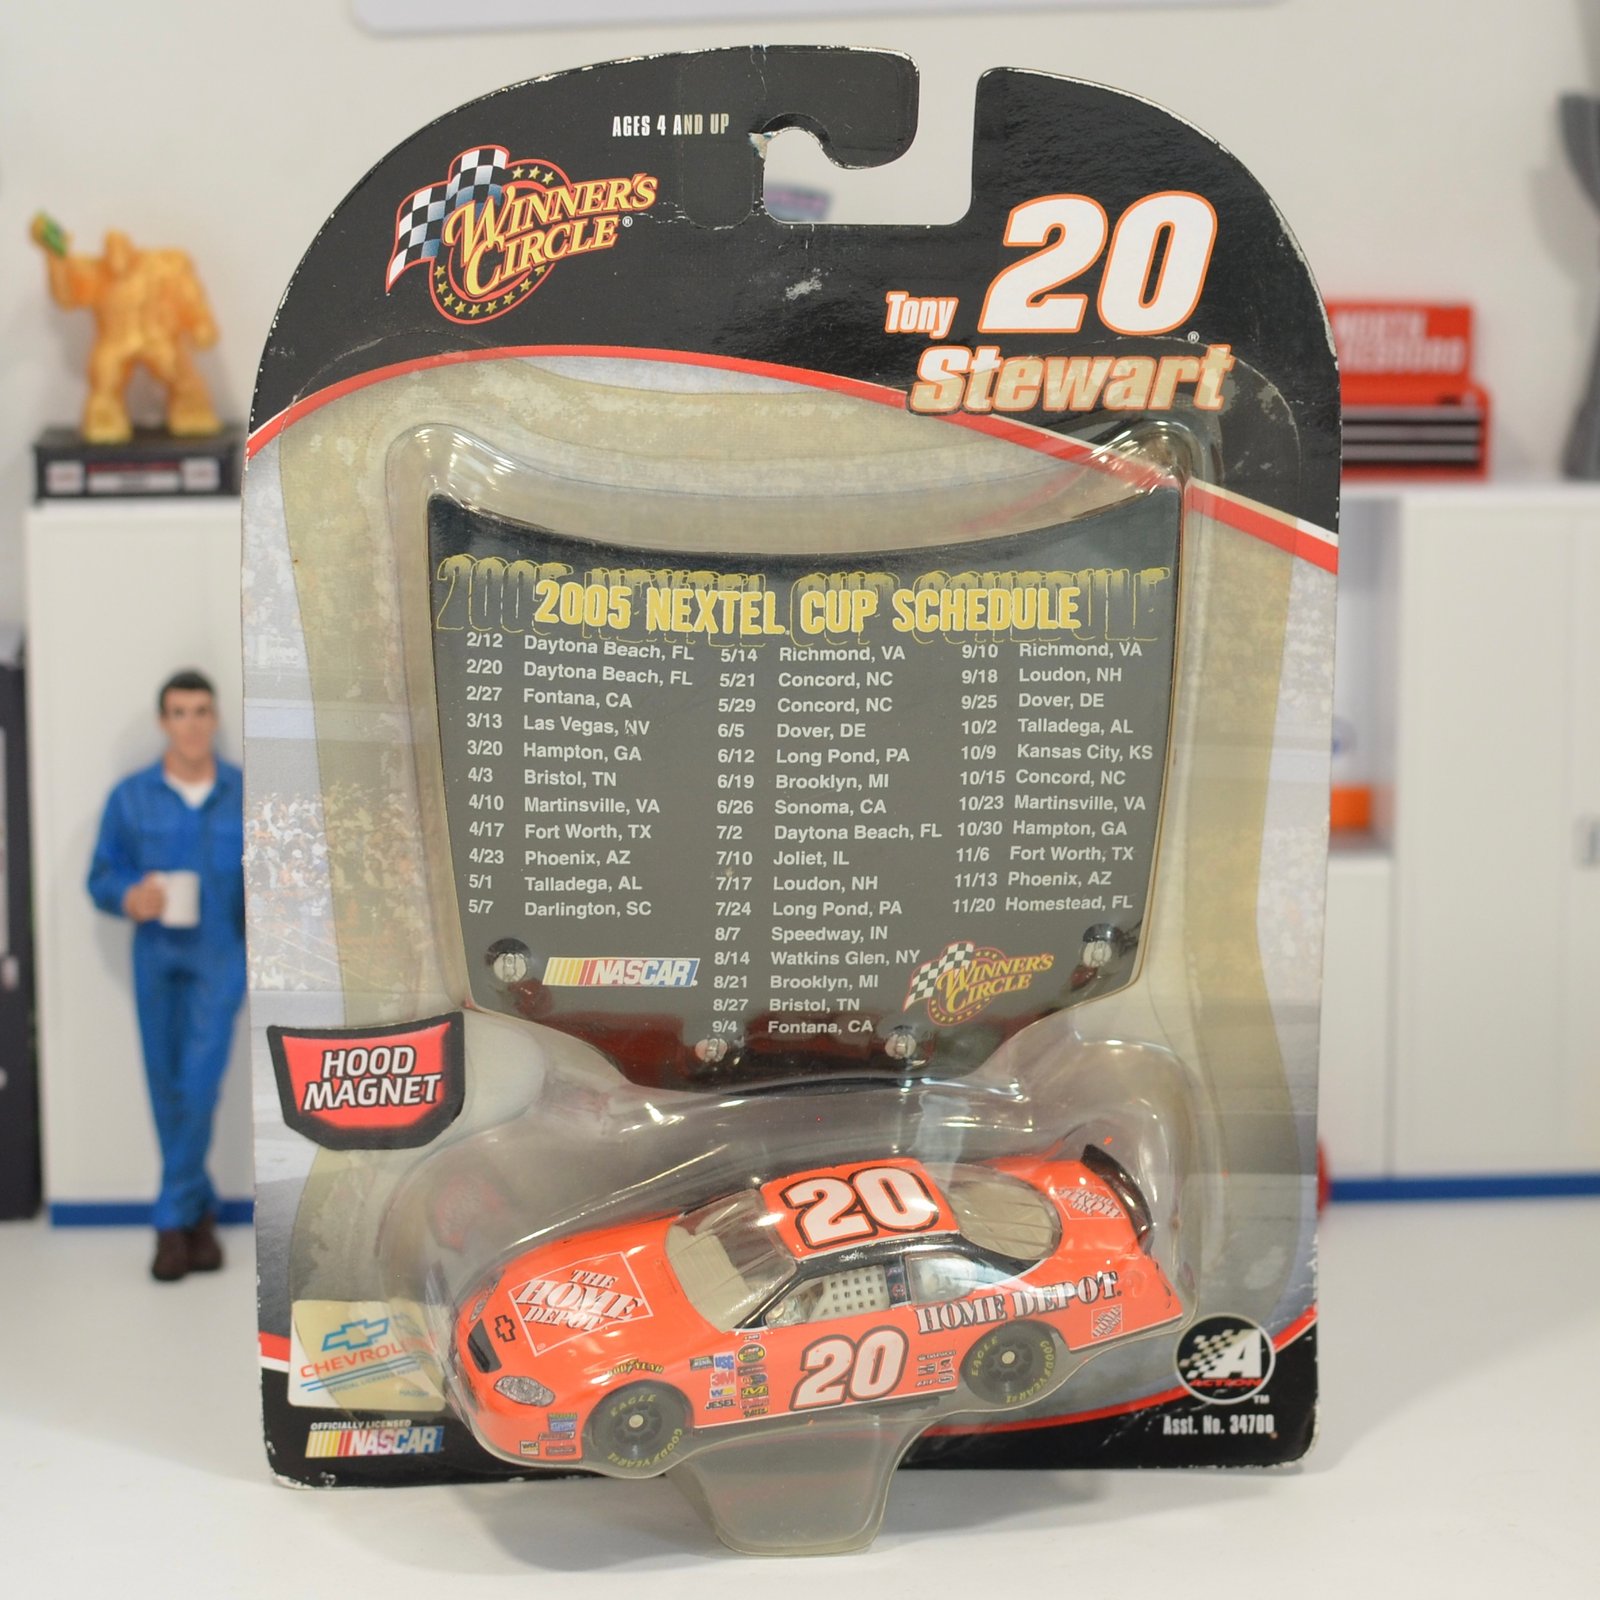 AGES 4 AND UP
WINNER'S
CIRCLE®
20
Tony
Stewart®
2005 NEXTEL CUP SCHEDULE
2/12 Daytona Beach, FL
2/20 Daytona Beach, FL
2/27 Fontana, CA
3/13 Las Vegas, NV
3/20 Hampton, GA
4/3 Bristol, TN
4/10 Martinsville, VA
4/17 Fort Worth, TX
4/23 Phoenix, AZ
5/1 Talladega, AL
5/7 Darlington, SC
5/14 Richmond, VA
5/21 Concord, NC
5/29 Concord, NC
6/5 Dover, DE
6/12 Long Pond, PA
6/19 Brooklyn, MI
6/26 Sonoma, CA
7/2 Daytona Beach, FL
7/10 Joliet, IL
7/17 Loudon, NH
7/24 Long Pond, PA
8/7 Speedway, IN
8/14 Watkins Glen, NY
8/21 Brooklyn, MI
8/27 Bristol, TN
9/4 Fontana, CA
9/10 Richmond, VA
9/18 Loudon, NH
9/25 Dover, DE
10/2 Talladega, AL
10/9 Kansas City, KS
10/15 Concord, NC
10/23 Martinsville, VA
10/30 Hampton, GA
11/6 Fort Worth, TX
11/13 Phoenix, AZ
11/20 Homestead, FL
NASCAR
WINNER'S
CIRCLE
HOOD
MAGNET
20
THE
HOME
DEPOT
HOME DEPOT
20
GOODYEAR
3M
JESEL
EAGLE
GOODYEAR
EAGLE
GOODYEAR
CHEVROLET
OFFICIALLY LICENSED
NASCAR
A
ACTION
TM
Asst. No. 34700